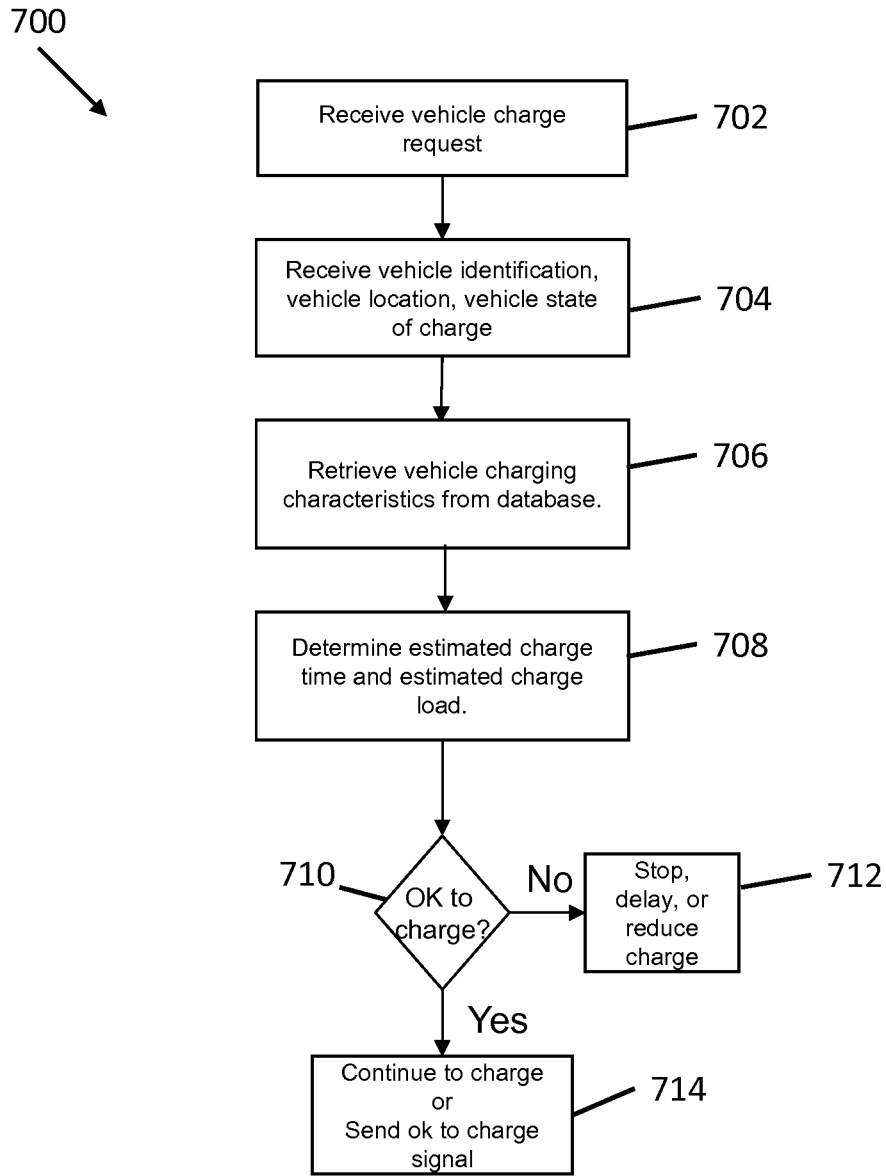 700
Receive vehicle charge
request
702
Receive vehicle identification,
vehicle location, vehicle state
of charge
704
Retrieve vehicle charging
characteristics from database.
706
Determine estimated charge
time and estimated charge
load.
708
710
OK to
charge?
No
Stop,
delay, or
reduce
charge
712
Yes
Continue to charge
or
Send ok to charge
signal
714